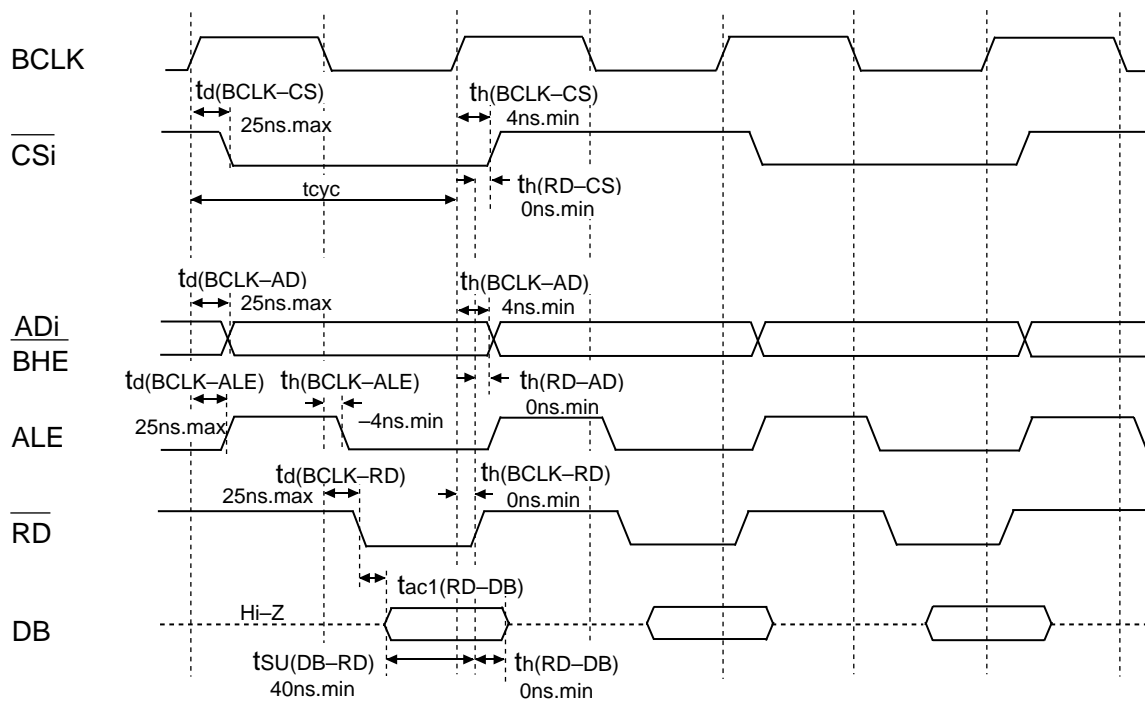 BCLK
td(BCLK–CS)
25ns.max
th(BCLK–CS)
4ns.min
CSi
tcyc
th(RD–CS)
0ns.min
td(BCLK–AD)
25ns.max
th(BCLK–AD)
4ns.min
ADi
BHE
td(BCLK–ALE)
25ns.max
th(BCLK–ALE)
–4ns.min
th(RD–AD)
0ns.min
ALE
td(BCLK–RD)
25ns.max
th(BCLK–RD)
0ns.min
RD
tac1(RD–DB)
Hi–Z
DB
tSU(DB–RD)
40ns.min
th(RD–DB)
0ns.min